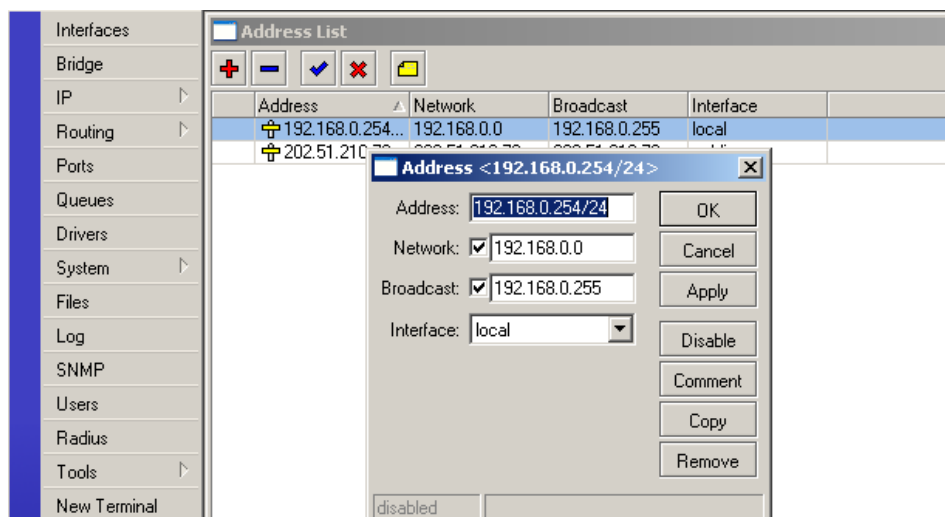 Interfaces
Bridge
IP
Routing
Ports
Queues
Drivers
System
Files
Log
SNMP
Users
Radius
Tools
New Terminal
Address List
Address Network Broadcast Interface
192.168.0.254... 192.168.0.0 192.168.0.255 local
202.51.210
Address <192.168.0.254/24>
Address: 192.168.0.254/24
Network: 192.168.0.0
Broadcast: 192.168.0.255
Interface: local
OK
Cancel
Apply
Disable
Comment
Copy
Remove
disabled